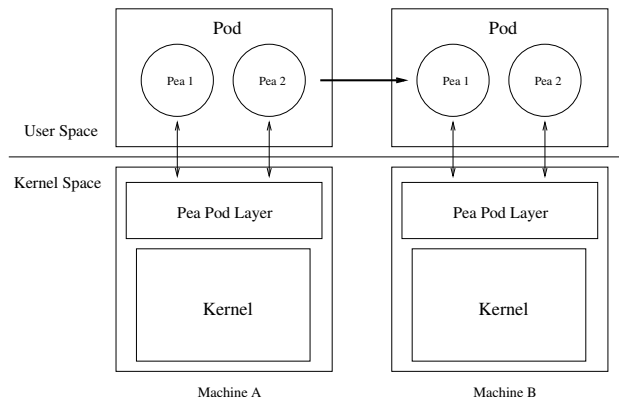 Pod
Pod
Pea 1
Pea 2
Pea 1
Pea 2
User Space
Kernel Space
Pea Pod Layer
Pea Pod Layer
Kernel
Kernel
Machine A
Machine B